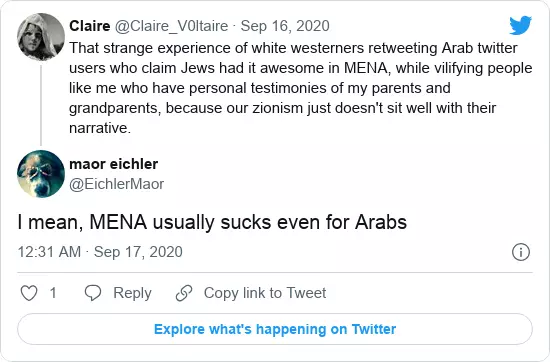 Claire @Claire_V0ltaire · Sep 16, 2020
That strange experience of white westerners retweeting Arab twitter
users who claim Jews had it awesome in MENA, while vilifying people
like me who have personal testimonies of my parents and
grandparents, because our zionism just doesn't sit well with their
narrative.
maor eichler
@EichlerMaor
I mean, MENA usually sucks even for Arabs
12:31 AM · Sep 17, 2020
1 Reply Copy link to Tweet
Explore what's happening on Twitter